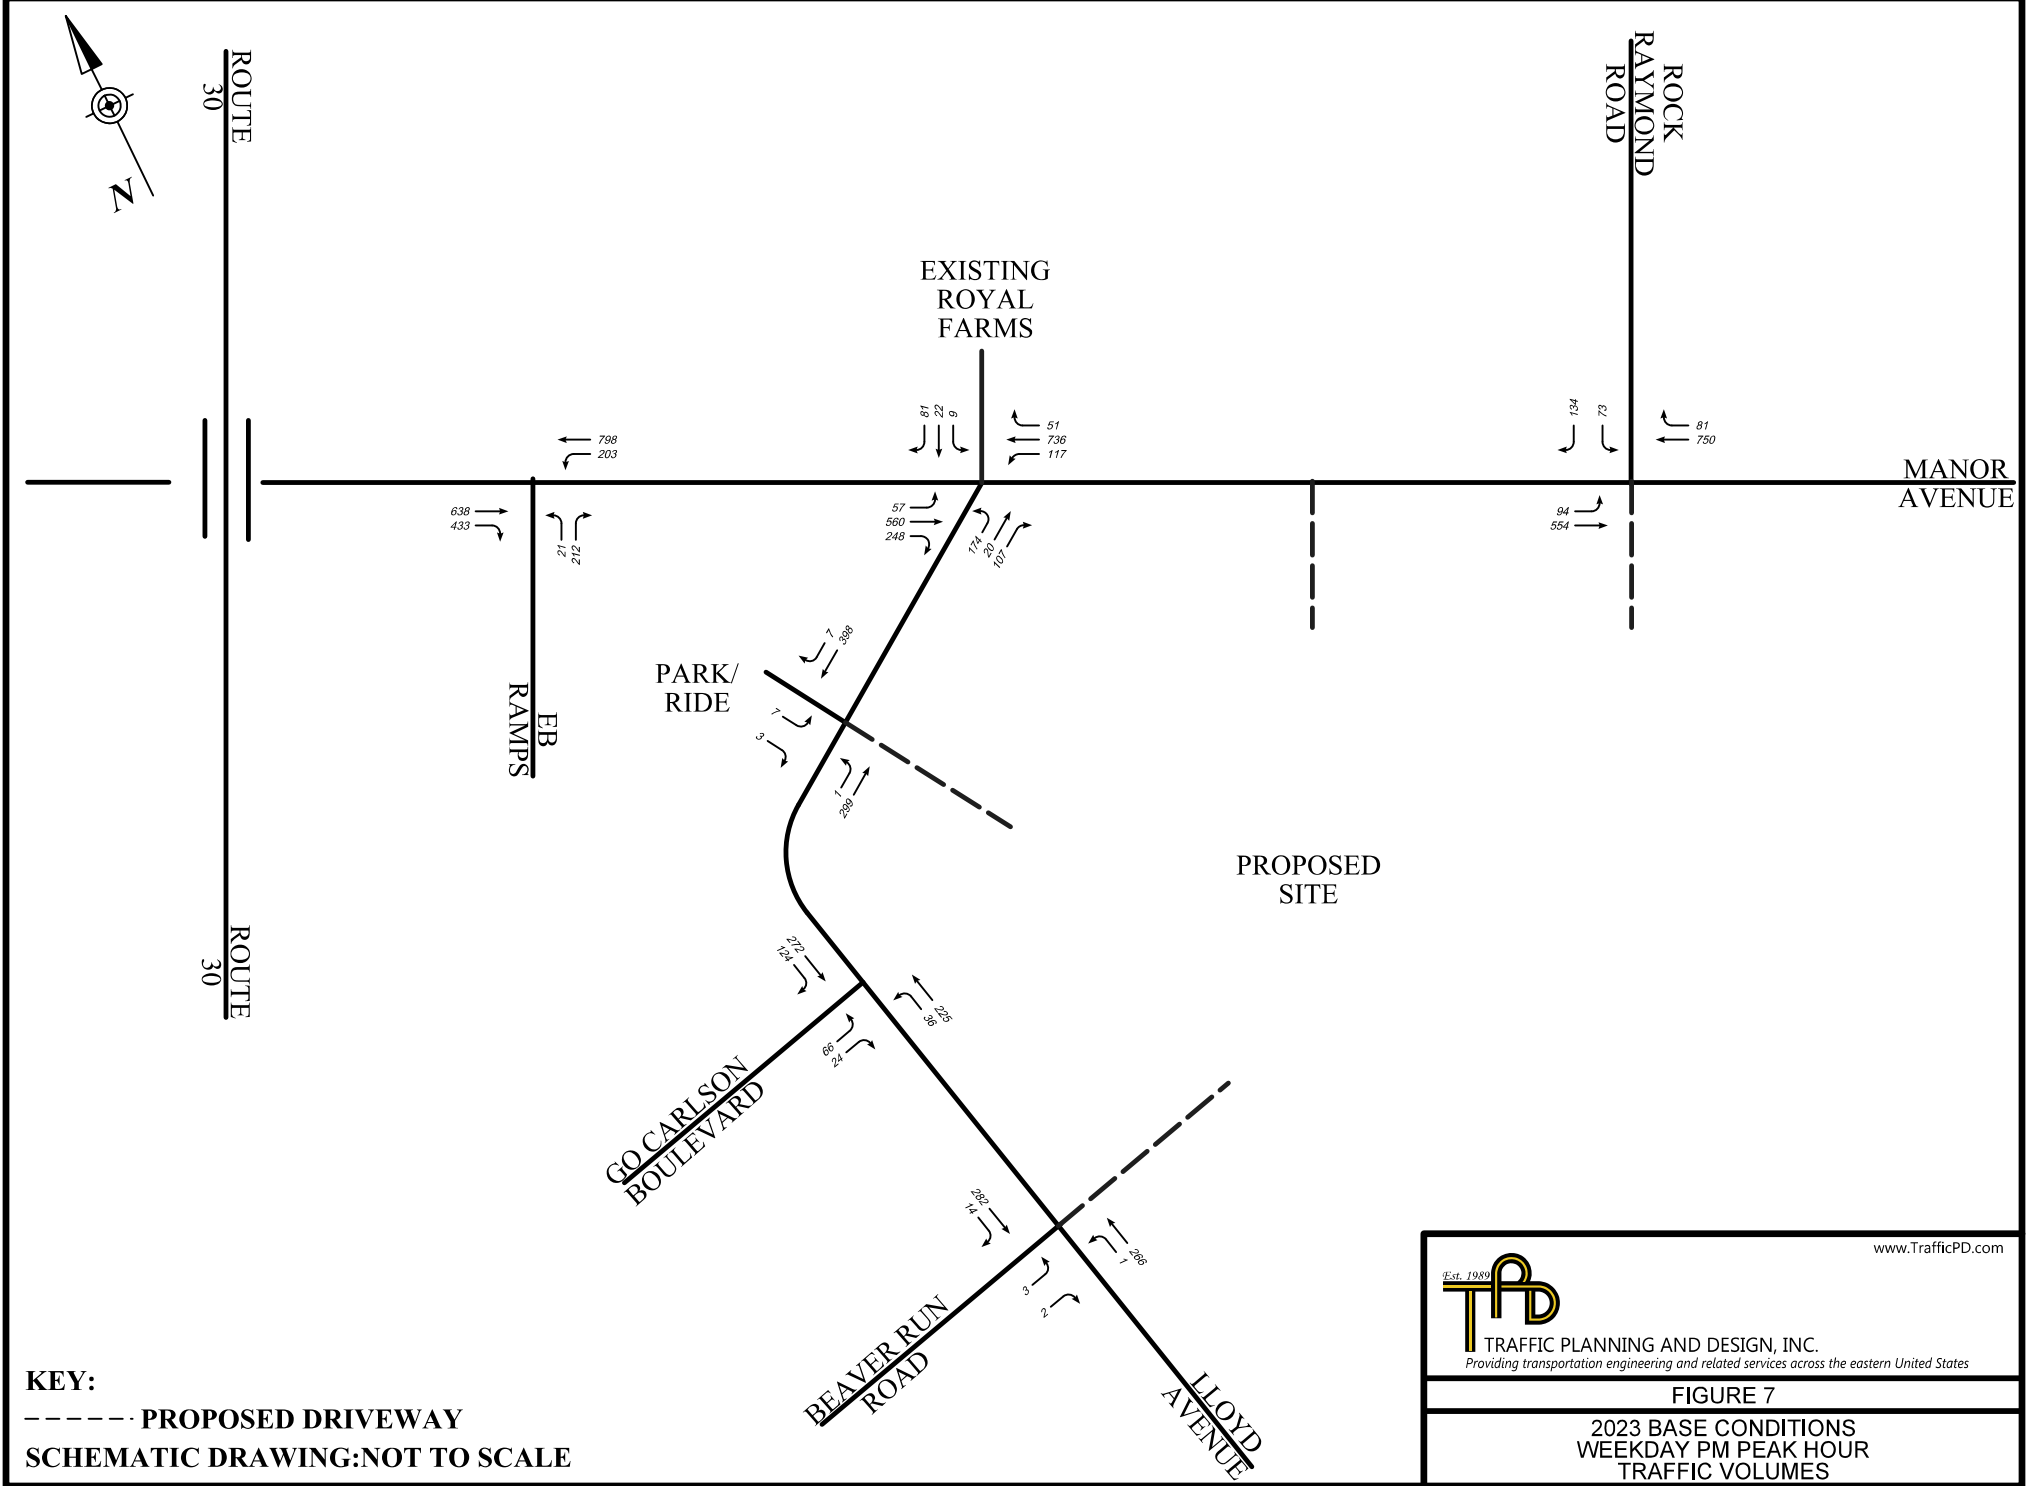 N
ROUTE
30
ROCK
RAYMOND
ROAD
EXISTING
ROYAL
FARMS
81
22
9
51
736
117
134
73
81
750
798
203
MANOR
AVENUE
638
433
21
212
57
560
248
174
20
107
94
554
7
398
PARK/
RIDE
7
3
1
299
EB
RAMPS
PROPOSED
SITE
ROUTE
30
272
124
225
36
66
24
GO CARLSON
BOULEVARD
282
14
266
1
3
2
BEAVER RUN
ROAD
LLOYD
AVENUE
KEY:
PROPOSED DRIVEWAY
SCHEMATIC DRAWING:NOT TO SCALE
www.TrafficPD.com
Est. 1989
TPD
TRAFFIC PLANNING AND DESIGN, INC.
Providing transportation engineering and related services across the eastern United States
FIGURE 7
2023 BASE CONDITIONS
WEEKDAY PM PEAK HOUR
TRAFFIC VOLUMES